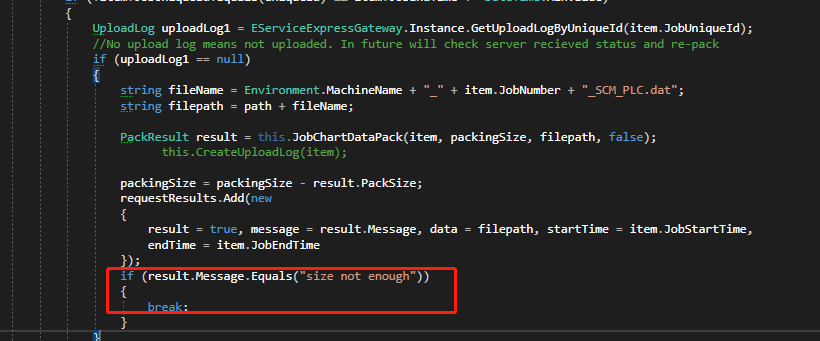 {
UploadLog uploadLog1 = EServiceExpressGateway.Instance.GetUploadLogByUniqueId(item.JobUniqueId);
//No upload log means not uploaded. In future will check server recieved status and re-pack
if (uploadLog1 == null)
{
string fileName = Environment.MachineName + "_" + item.JobNumber + "_SCM_PLC.dat";
string filepath = path + fileName;
PackResult result = this.JobChartDataPack(item, packingSize, filepath, false);
this.CreateUploadLog(item);
packingSize = packingSize - result.PackSize;
requestResults.Add(new
{
result = true, message = result.Message, data = filepath, startTime = item.JobStartTime,
endTime = item.JobEndTime
});
if (result.Message.Equals("size not enough"))
{
break;
}
}